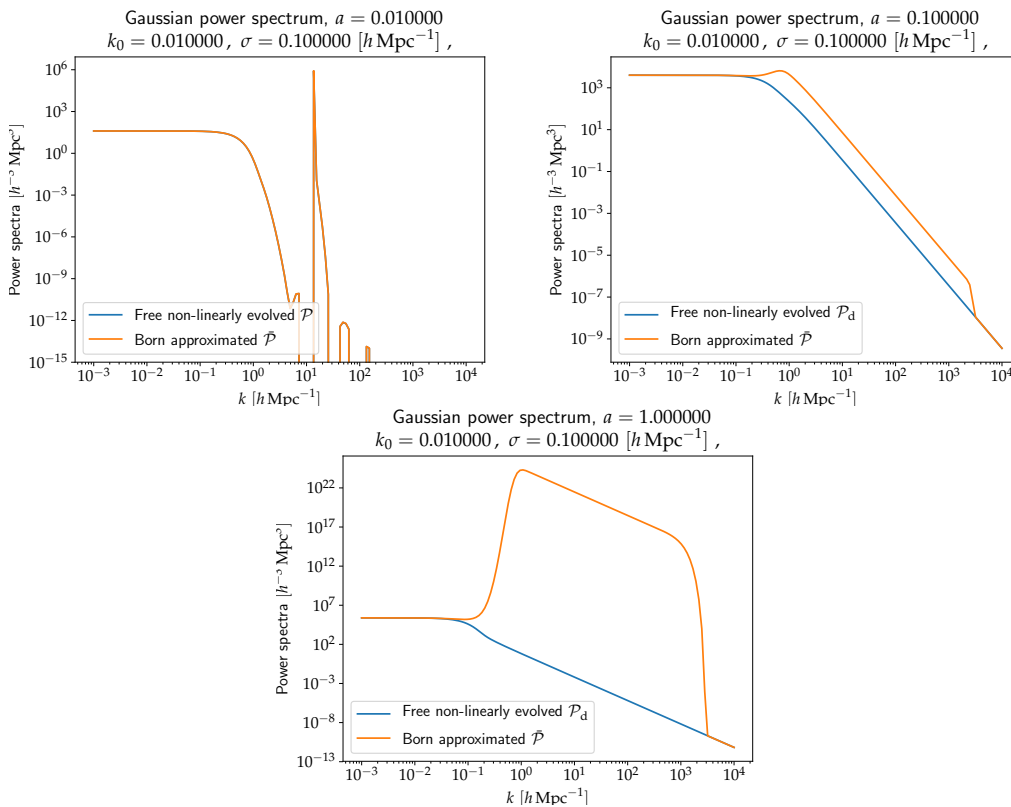 Gaussian power spectrum, a = 0.010000
k₀ = 0.010000 , σ = 0.100000 [h Mpc⁻¹] ,
Power spectra [h⁻³ Mpc³]
10⁶
10³
10⁰
10⁻³
10⁻⁶
10⁻⁹
10⁻¹²
10⁻¹⁵
Free non-linearly evolved 𝒫
Born approximated 𝒫̄
10⁻³ 10⁻² 10⁻¹ 10⁰ 10¹ 10² 10³ 10⁴
k [h Mpc⁻¹]
Gaussian power spectrum, a = 0.100000
k₀ = 0.010000 , σ = 0.100000 [h Mpc⁻¹] ,
Power spectra [h⁻³ Mpc³]
10³
10¹
10⁻¹
10⁻³
10⁻⁵
10⁻⁷
10⁻⁹
Free non-linearly evolved 𝒫_d
Born approximated 𝒫̄
10⁻³ 10⁻² 10⁻¹ 10⁰ 10¹ 10² 10³ 10⁴
k [h Mpc⁻¹]
Gaussian power spectrum, a = 1.000000
k₀ = 0.010000 , σ = 0.100000 [h Mpc⁻¹] ,
Power spectra [h⁻³ Mpc³]
10²²
10¹⁷
10¹²
10⁷
10²
10⁻³
10⁻⁸
10⁻¹³
Free non-linearly evolved 𝒫_d
Born approximated 𝒫̄
10⁻³ 10⁻² 10⁻¹ 10⁰ 10¹ 10² 10³ 10⁴
k [h Mpc⁻¹]